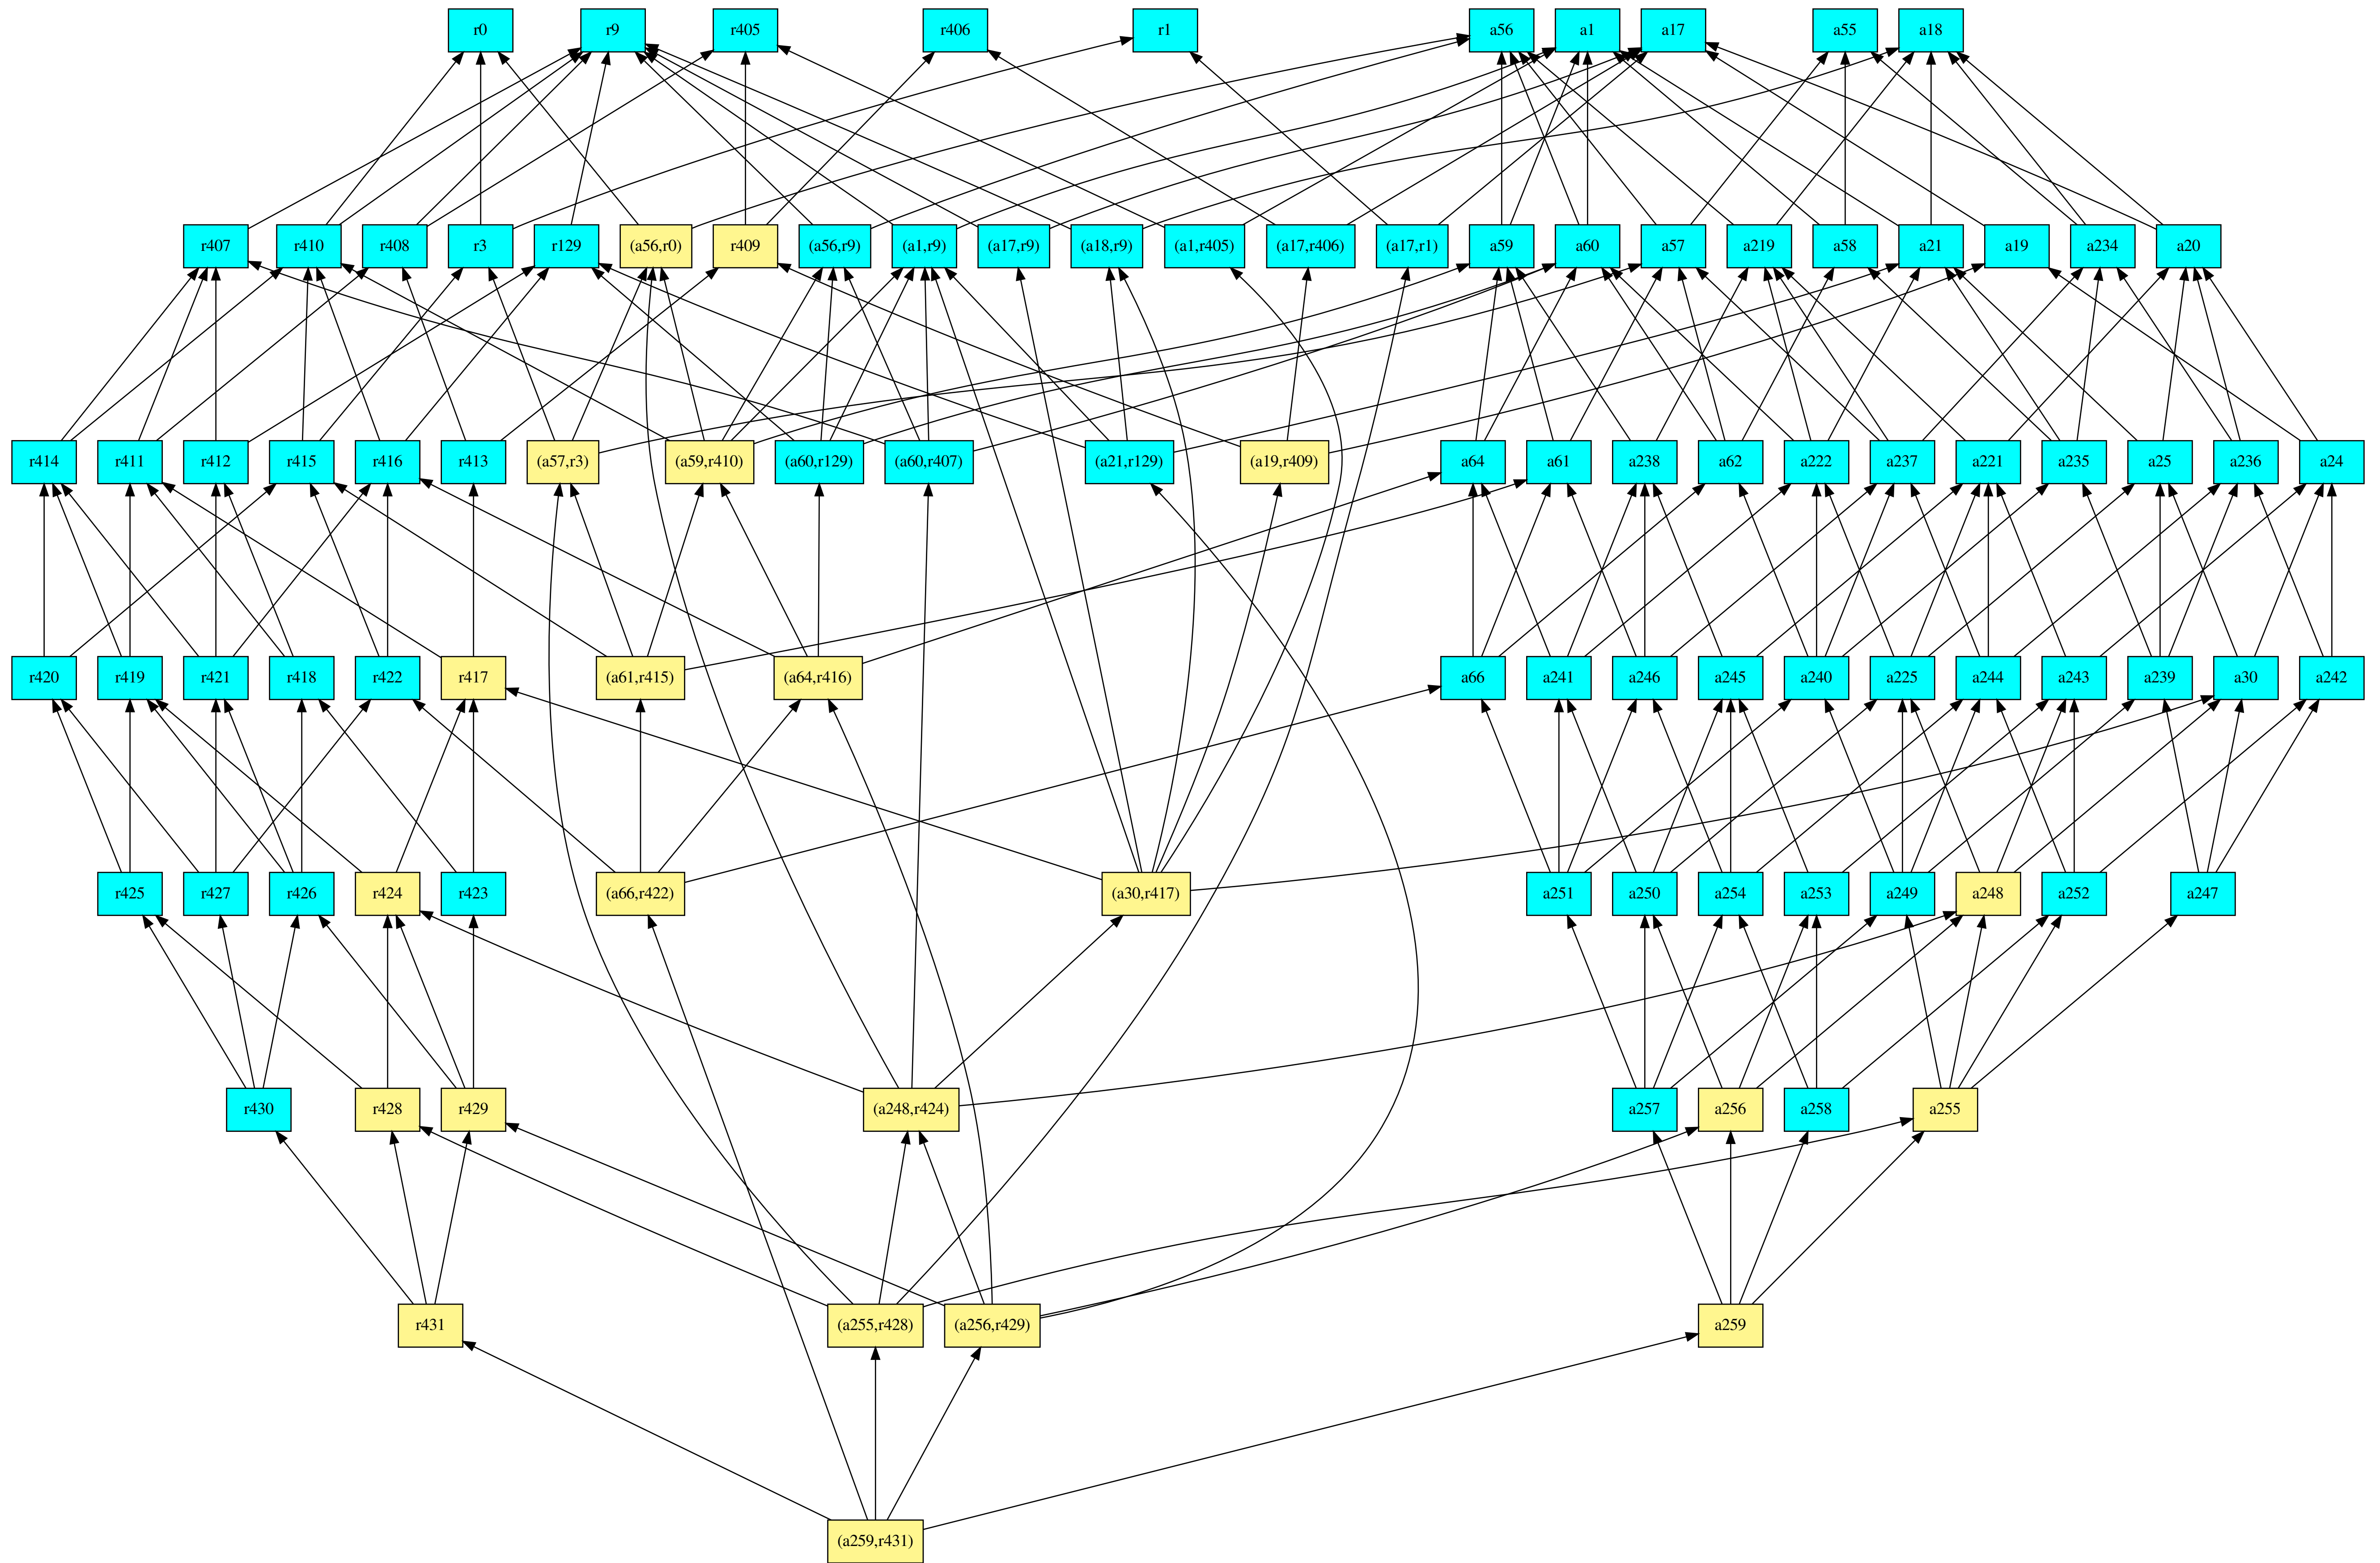 r0 r9 r405 r406 r1 a56 a1 a17 a55 a18
r407 r410 r408 r3 r129 (a56,r0) r409 (a56,r9) (a1,r9) (a17,r9) (a18,r9) (a1,r405) (a17,r406) (a17,r1) a59 a60 a57 a219 a58 a21 a19 a234 a20
r414 r411 r412 r415 r416 r413 (a57,r3) (a59,r410) (a60,r129) (a60,r407) (a21,r129) (a19,r409) a64 a61 a238 a62 a222 a237 a221 a235 a25 a236 a24
r420 r419 r421 r418 r422 r417 (a61,r415) (a64,r416) a66 a241 a246 a245 a240 a225 a244 a243 a239 a30 a242
r425 r427 r426 r424 r423 (a66,r422) (a30,r417) a251 a250 a254 a253 a249 a248 a252 a247
r430 r428 r429 (a248,r424) a257 a256 a258 a255
r431 (a255,r428) (a256,r429) a259
(a259,r431)